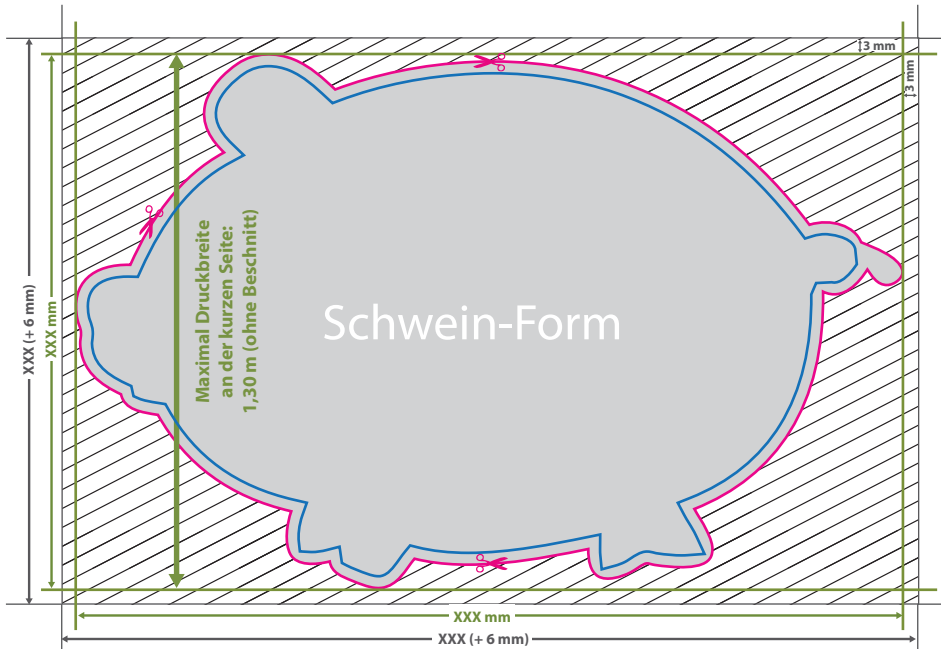 3 mm
3 mm
XXX (+ 6 mm)
XXX mm
Maximal Druckbreite
an der kurzen Seite:
1,30 m (ohne Beschnitt)
Schwein-Form
XXX mm
XXX (+ 6 mm)